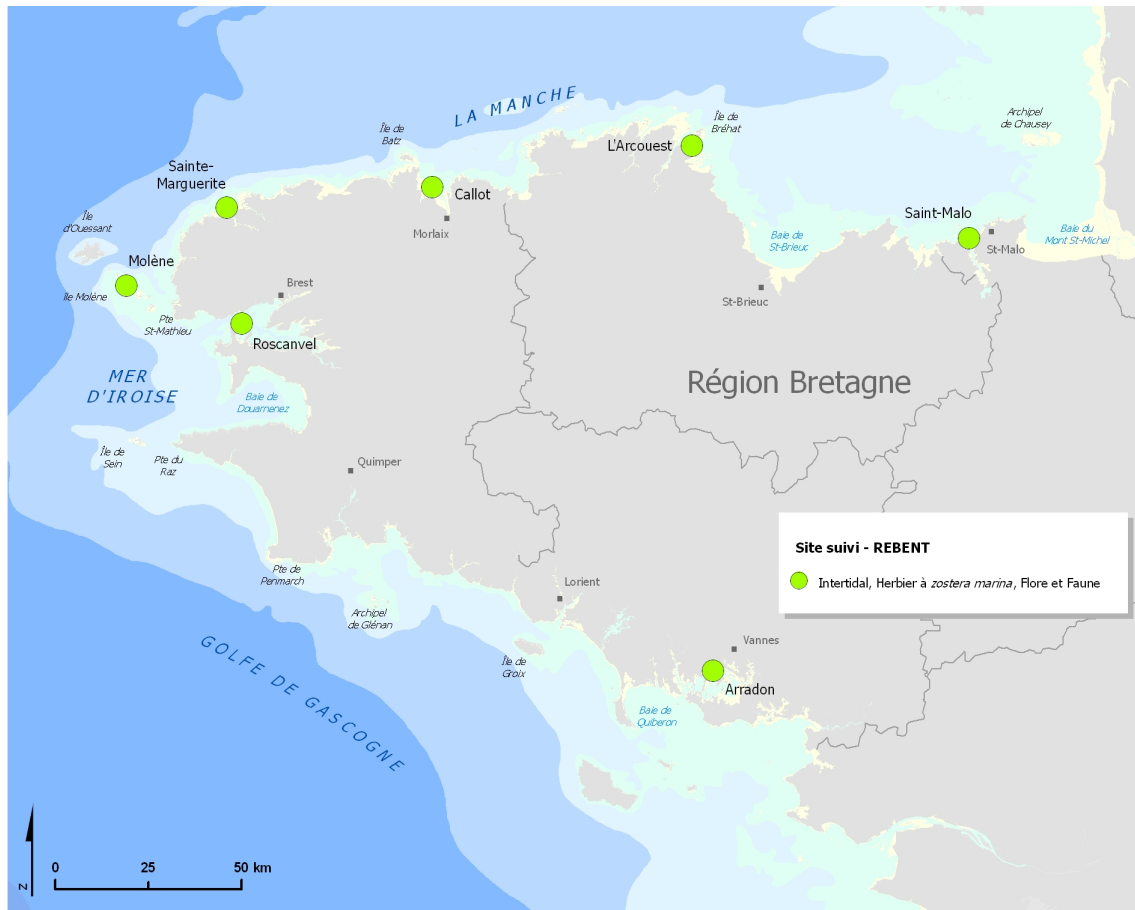 LA MANCHE
Île de
Batz
Île de
Bréhat
Archipel
de Chausey
L'Arcouest
Sainte-
Marguerite
Callot
Morlaix
Île
d'Ouessant
Saint-Malo
St-Malo
Baie de
St-Brieuc
Baie du
Mont St-Michel
Molène
île Molène
Brest
St-Brieuc
Pte
St-Mathieu
Roscanvel
MER
D'IROISE
Région Bretagne
Baie de
Douarnenez
Île de
Sein
Pte du
Raz
Quimper
Site suivi - REBENT
Intertidal, Herbier à zostera marina, Flore et Faune
Pte de
Penmarch
Lorient
Archipel
de Glénan
Vannes
Île de
Groix
Arradon
Baie de
Quiberon
GOLFE DE GASCOGNE
N
0 25 50 km